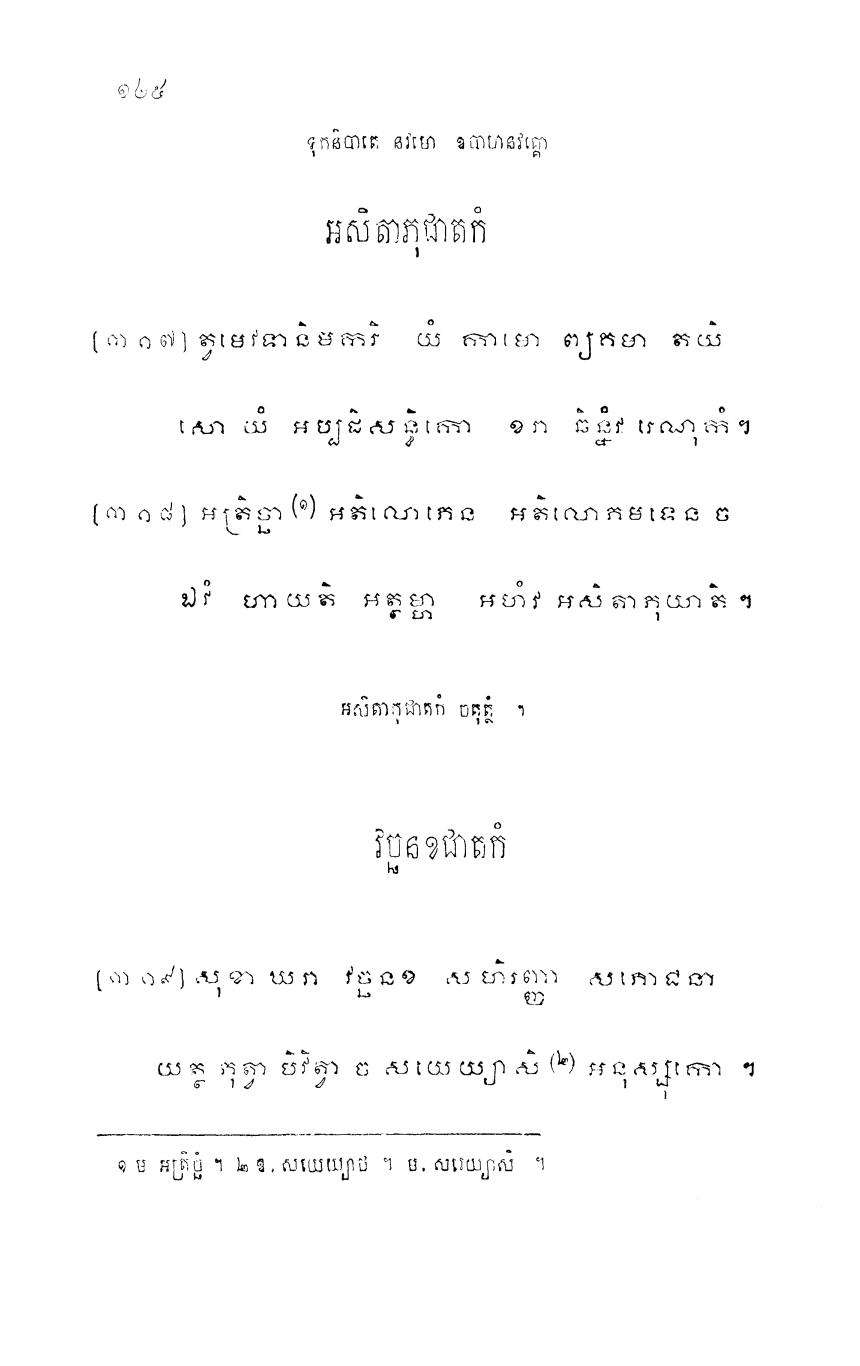 ១៤៥
ទុកនិបាតេ នវមោ ឧបាហនវគ្គោ
អសិតាភុជាតកំ
[៣១៧] ត្វមេវទានិមការិ យំ កាមោ ព្យគមា តយិ
សោ យំ អប្បដិសន្ធិកោ ខរា ឆិន្នំវ រេណុកំ ។
[៣១៨] អត្រិច្ឆា (១) អតិលោភេន អតិលោភមទេន ច
ឯវំ ហាយតិ អត្ថម្ហា អហំវ អសិតាភុយាតិ ។
អសិតាភុជាតកំ ចតុត្ថំ ។
វច្ឆនខជាតកំ
[៣១៩] សុខា ឃរា វច្ឆនខ សហិរញ្ញា សភោជនា
យត្ថ ភុត្វា បិវិត្វា ច សយេយ្យាសិ (២) អនុស្សុកោ ។
១ ម អត្រិច្ឆំ ។ ២ ឱ. សយេយ្យាថ ។ ម. សយេយ្យាសិ ។